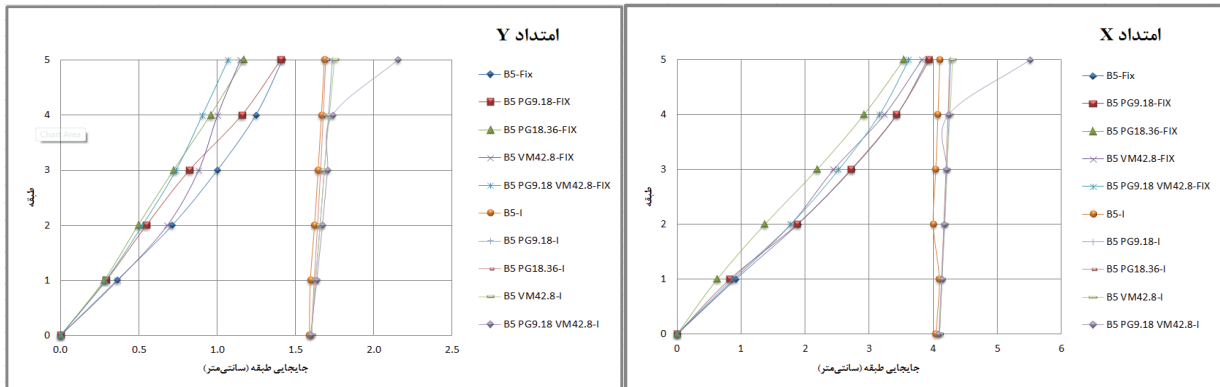 امتداد Y
5
4
3
2
1
0
طبقه
Chart Area
0.0 0.5 1.0 1.5 2.0 2.5
جابجایی طبقه (سانتی‌متر)
B5-Fix
B5 PG9.18-FIX
B5 PG18.36-FIX
B5 VM42.8-FIX
B5 PG9.18 VM42.8-FIX
B5-I
B5 PG9.18-I
B5 PG18.36-I
B5 VM42.8-I
B5 PG9.18 VM42.8-I
امتداد X
5
4
3
2
1
0
طبقه
0 1 2 3 4 5 6
جابجایی طبقه (سانتی‌متر)
B5-Fix
B5 PG9.18-FIX
B5 PG18.36-FIX
B5 VM42.8-FIX
B5 PG9.18 VM42.8-FIX
B5-I
B5 PG9.18-I
B5 PG18.36-I
B5 VM42.8-I
B5 PG9.18 VM42.8-I